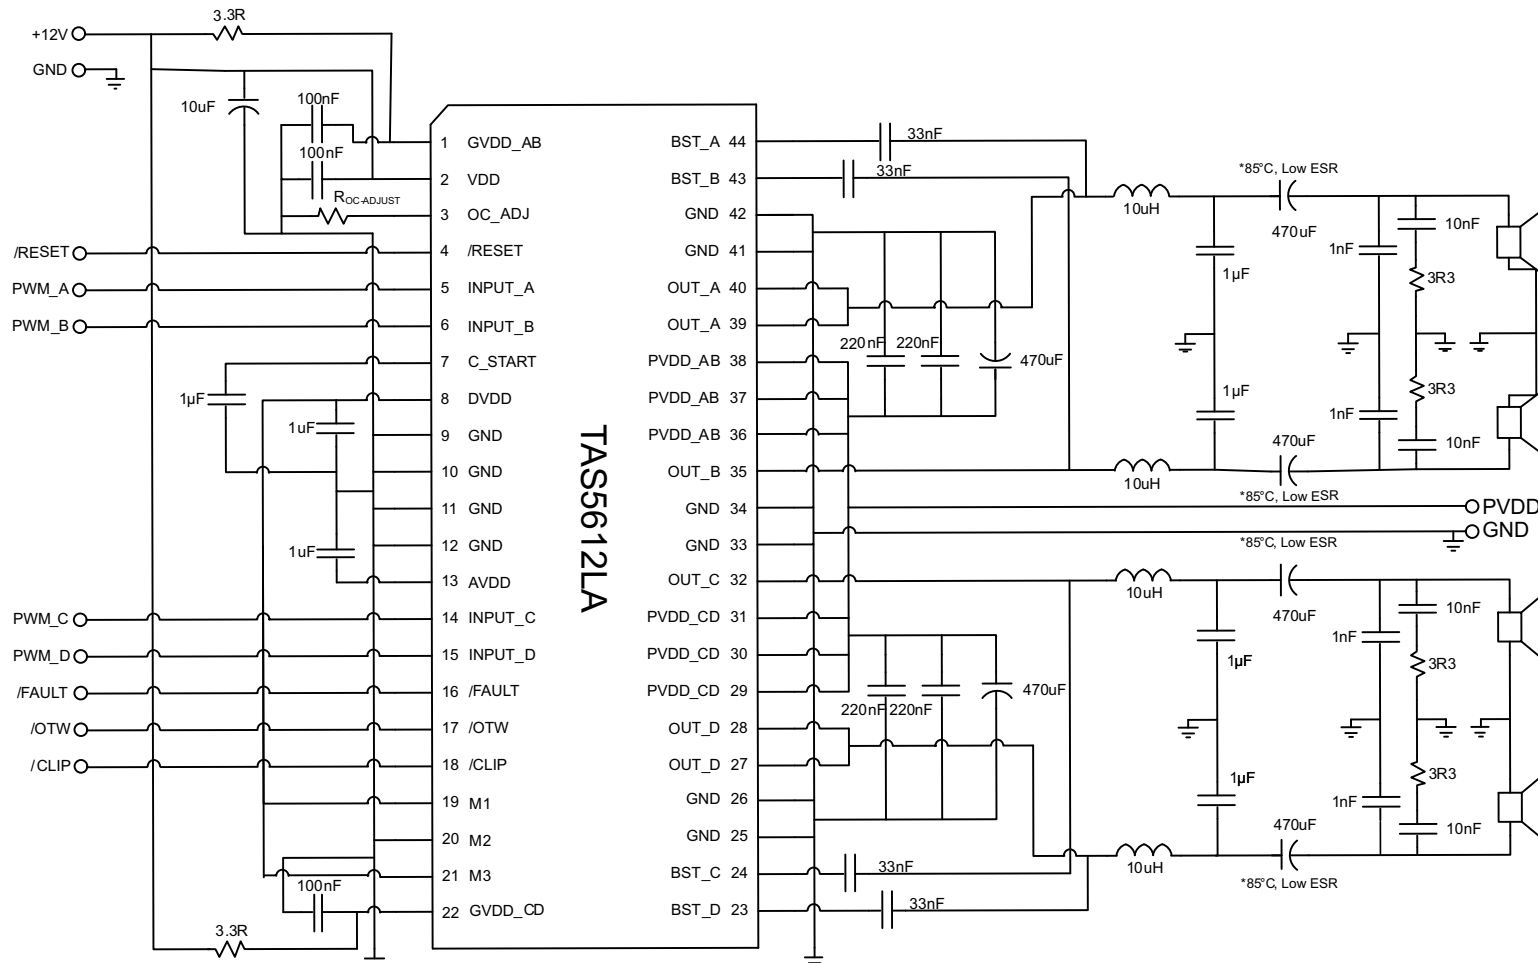 3.3R
+12V
GND
10uF
100nF
100nF
ROC-ADJUST
/RESET
PWM_A
PWM_B
1µF
1uF
1uF
PWM_C
PWM_D
/FAULT
/OTW
/CLIP
100nF
3.3R
1 GVDD_AB
2 VDD
3 OC_ADJ
4 /RESET
5 INPUT_A
6 INPUT_B
7 C_START
8 DVDD
9 GND
10 GND
11 GND
12 GND
13 AVDD
14 INPUT_C
15 INPUT_D
16 /FAULT
17 /OTW
18 /CLIP
19 M1
20 M2
21 M3
22 GVDD_CD
TAS5612LA
BST_A 44
BST_B 43
GND 42
GND 41
OUT_A 40
OUT_A 39
PVDD_AB 38
PVDD_AB 37
PVDD_AB 36
OUT_B 35
GND 34
GND 33
OUT_C 32
PVDD_CD 31
PVDD_CD 30
PVDD_CD 29
OUT_D 28
OUT_D 27
GND 26
GND 25
BST_C 24
BST_D 23
33nF
33nF
*85°C, Low ESR
10uH
470uF
10nF
1µF
1nF
3R3
220nF
220nF
470uF
1µF
1nF
3R3
470uF
10nF
10uH
*85°C, Low ESR
PVDD
GND
*85°C, Low ESR
10uH
470uF
10nF
1µF
1nF
3R3
220nF
220nF
470uF
1µF
1nF
3R3
470uF
10nF
10uH
*85°C, Low ESR
33nF
33nF